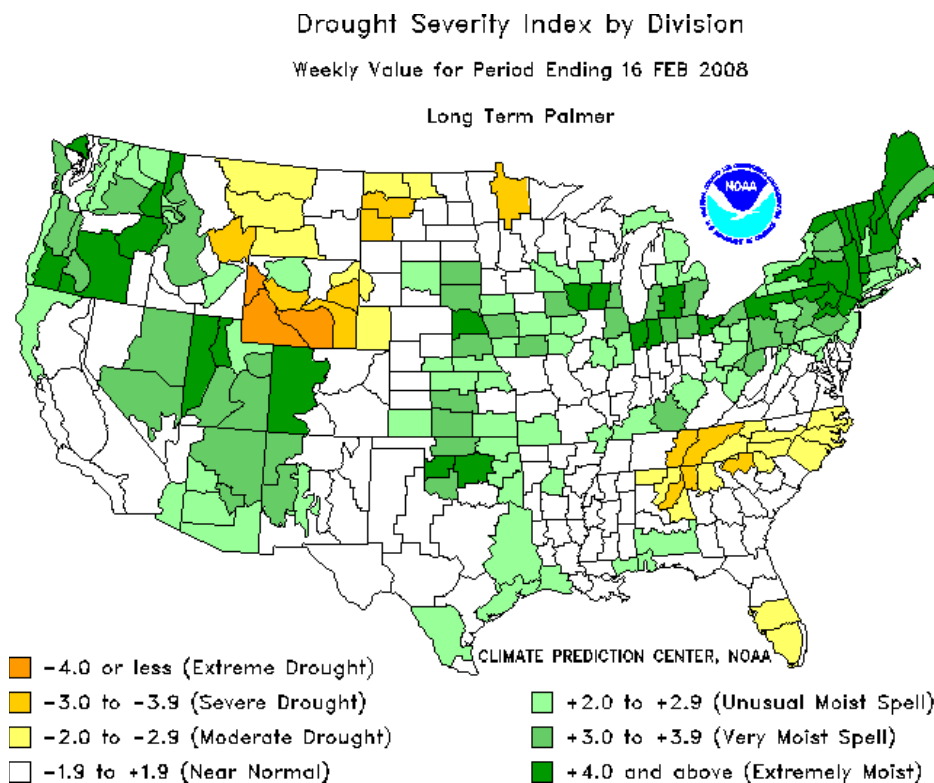 Drought Severity Index by Division
Weekly Value for Period Ending 16 FEB 2008
Long Term Palmer
NOAA
CLIMATE PREDICTION CENTER, NOAA
-4.0 or less (Extreme Drought)
-3.0 to -3.9 (Severe Drought)
-2.0 to -2.9 (Moderate Drought)
-1.9 to +1.9 (Near Normal)
+2.0 to +2.9 (Unusual Moist Spell)
+3.0 to +3.9 (Very Moist Spell)
+4.0 and above (Extremely Moist)